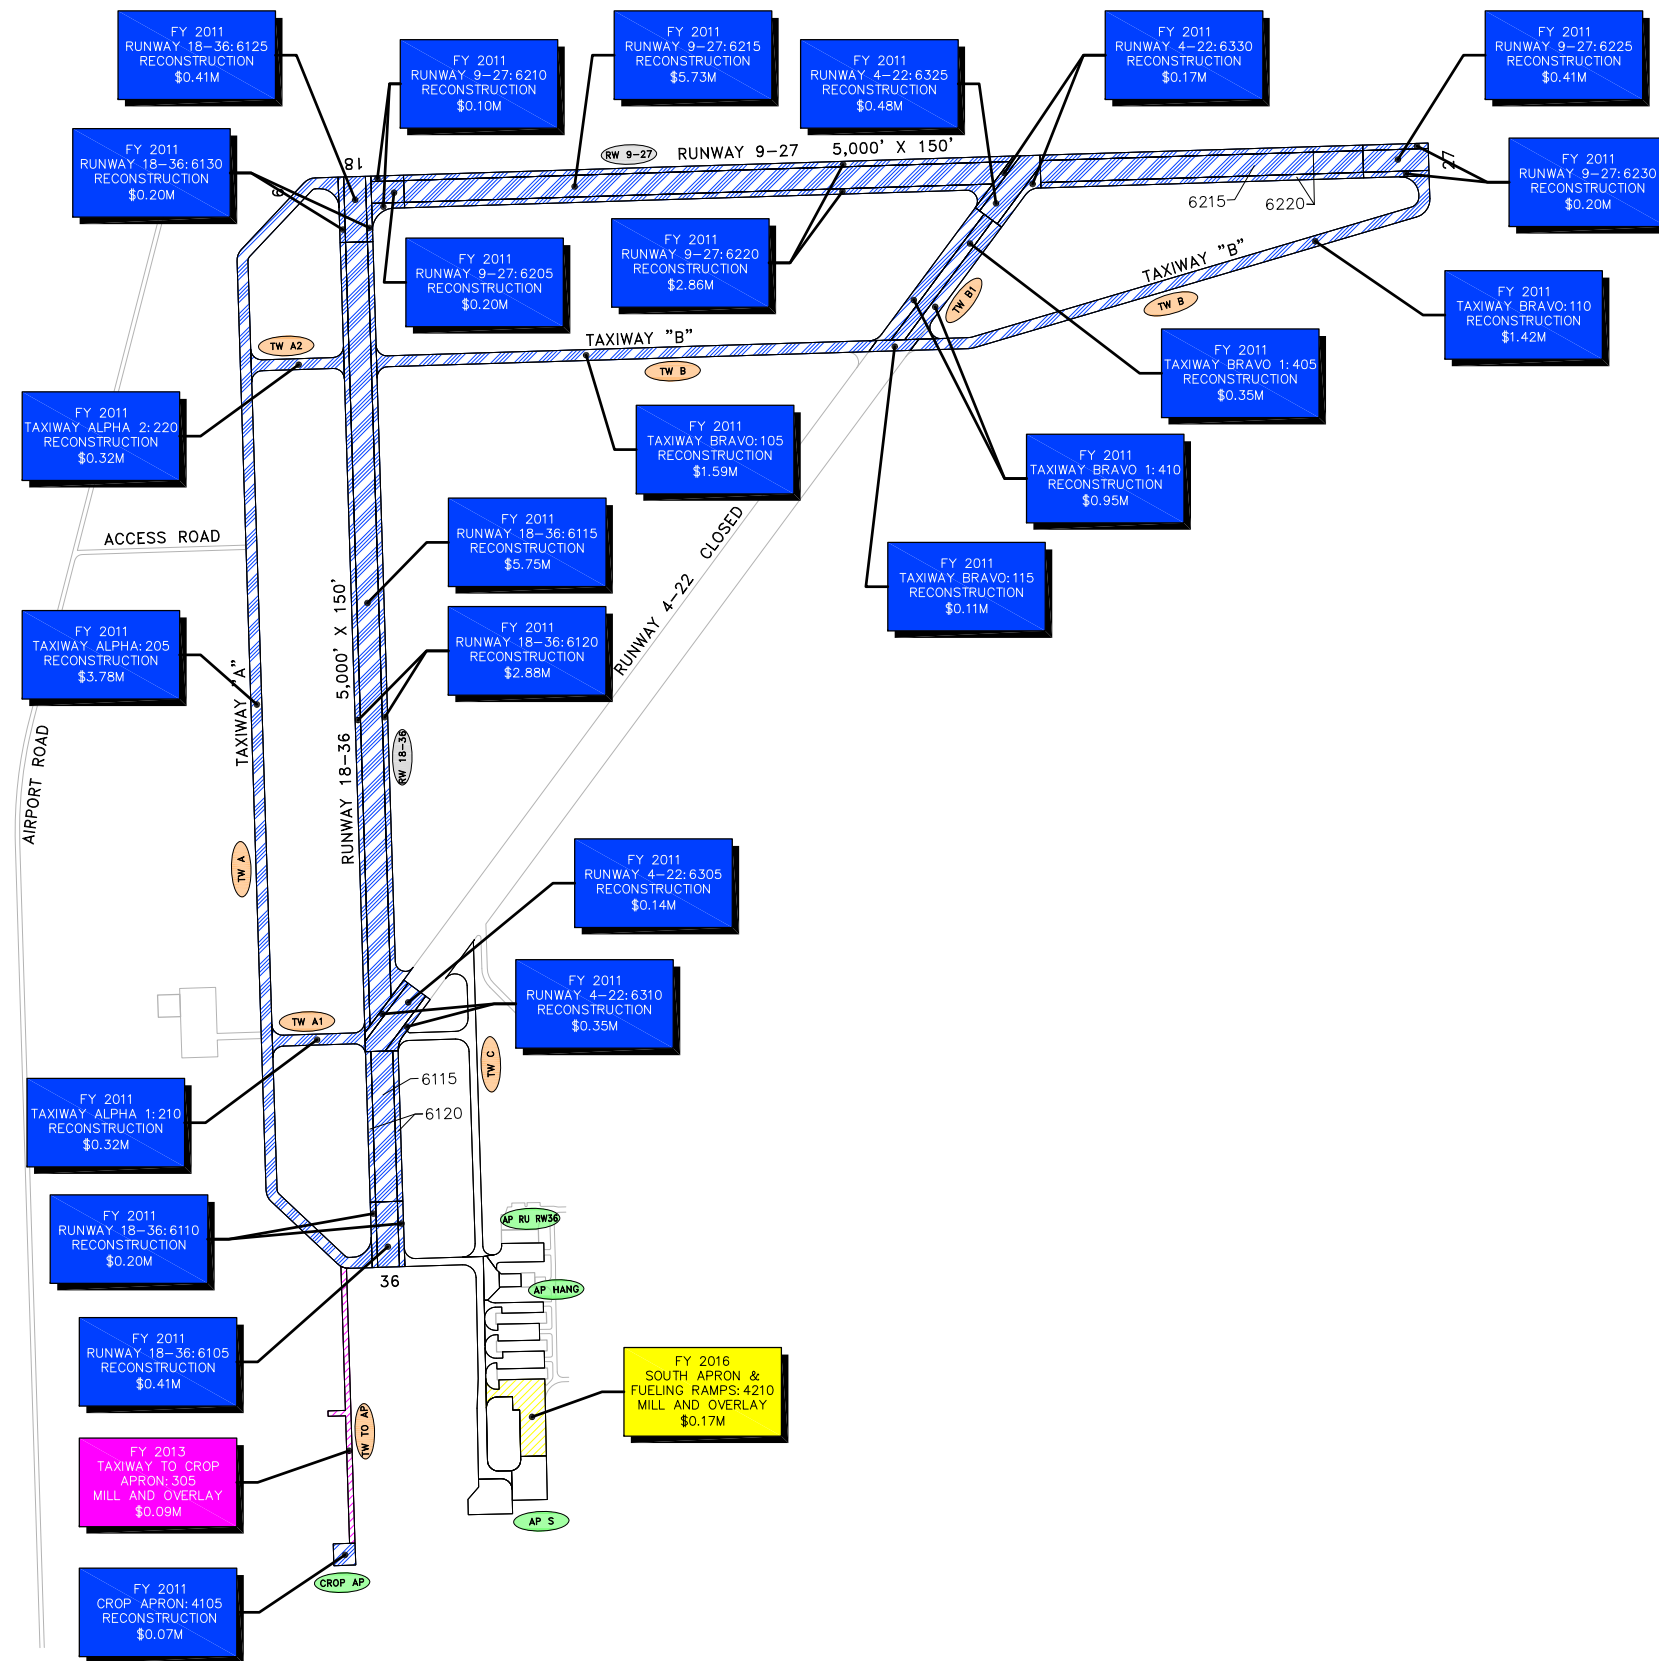 FY 2011
RUNWAY 18-36:6125
RECONSTRUCTION
$0.41M
FY 2011
RUNWAY 9-27:6210
RECONSTRUCTION
$0.10M
FY 2011
RUNWAY 9-27:6215
RECONSTRUCTION
$5.73M
FY 2011
RUNWAY 4-22:6325
RECONSTRUCTION
$0.48M
FY 2011
RUNWAY 4-22:6330
RECONSTRUCTION
$0.17M
FY 2011
RUNWAY 9-27:6225
RECONSTRUCTION
$0.41M
FY 2011
RUNWAY 18-36:6130
RECONSTRUCTION
$0.20M
18
9
RW 9-27
RUNWAY 9-27
5,000' X 150'
27
FY 2011
RUNWAY 9-27:6230
RECONSTRUCTION
$0.20M
6215
6220
FY 2011
RUNWAY 9-27:6205
RECONSTRUCTION
$0.20M
FY 2011
RUNWAY 9-27:6220
RECONSTRUCTION
$2.86M
TAXIWAY "B"
TW B
TW B1
FY 2011
TAXIWAY BRAVO:110
RECONSTRUCTION
$1.42M
TW A2
TAXIWAY "B"
TW B
FY 2011
TAXIWAY BRAVO 1:405
RECONSTRUCTION
$0.35M
FY 2011
TAXIWAY ALPHA 2:220
RECONSTRUCTION
$0.32M
FY 2011
TAXIWAY BRAVO:105
RECONSTRUCTION
$1.59M
FY 2011
TAXIWAY BRAVO 1:410
RECONSTRUCTION
$0.95M
ACCESS ROAD
FY 2011
RUNWAY 18-36:6115
RECONSTRUCTION
$5.75M
RUNWAY 4-22 CLOSED
FY 2011
TAXIWAY BRAVO:115
RECONSTRUCTION
$0.11M
FY 2011
TAXIWAY ALPHA:205
RECONSTRUCTION
$3.78M
FY 2011
RUNWAY 18-36:6120
RECONSTRUCTION
$2.88M
TAXIWAY "A"
RUNWAY 18-36 5,000' X 150'
RW 18-36
AIRPORT ROAD
TW A
FY 2011
RUNWAY 4-22:6305
RECONSTRUCTION
$0.14M
FY 2011
RUNWAY 4-22:6310
RECONSTRUCTION
$0.35M
TW A1
TW C
6115
6120
FY 2011
TAXIWAY ALPHA 1:210
RECONSTRUCTION
$0.32M
FY 2011
RUNWAY 18-36:6110
RECONSTRUCTION
$0.20M
AP RU RW36
36
AP HANG
FY 2011
RUNWAY 18-36:6105
RECONSTRUCTION
$0.41M
FY 2016
SOUTH APRON &
FUELING RAMPS:4210
MILL AND OVERLAY
$0.17M
TW TO AP
FY 2013
TAXIWAY TO CROP
APRON:305
MILL AND OVERLAY
$0.09M
AP S
CROP AP
FY 2011
CROP APRON:4105
RECONSTRUCTION
$0.07M